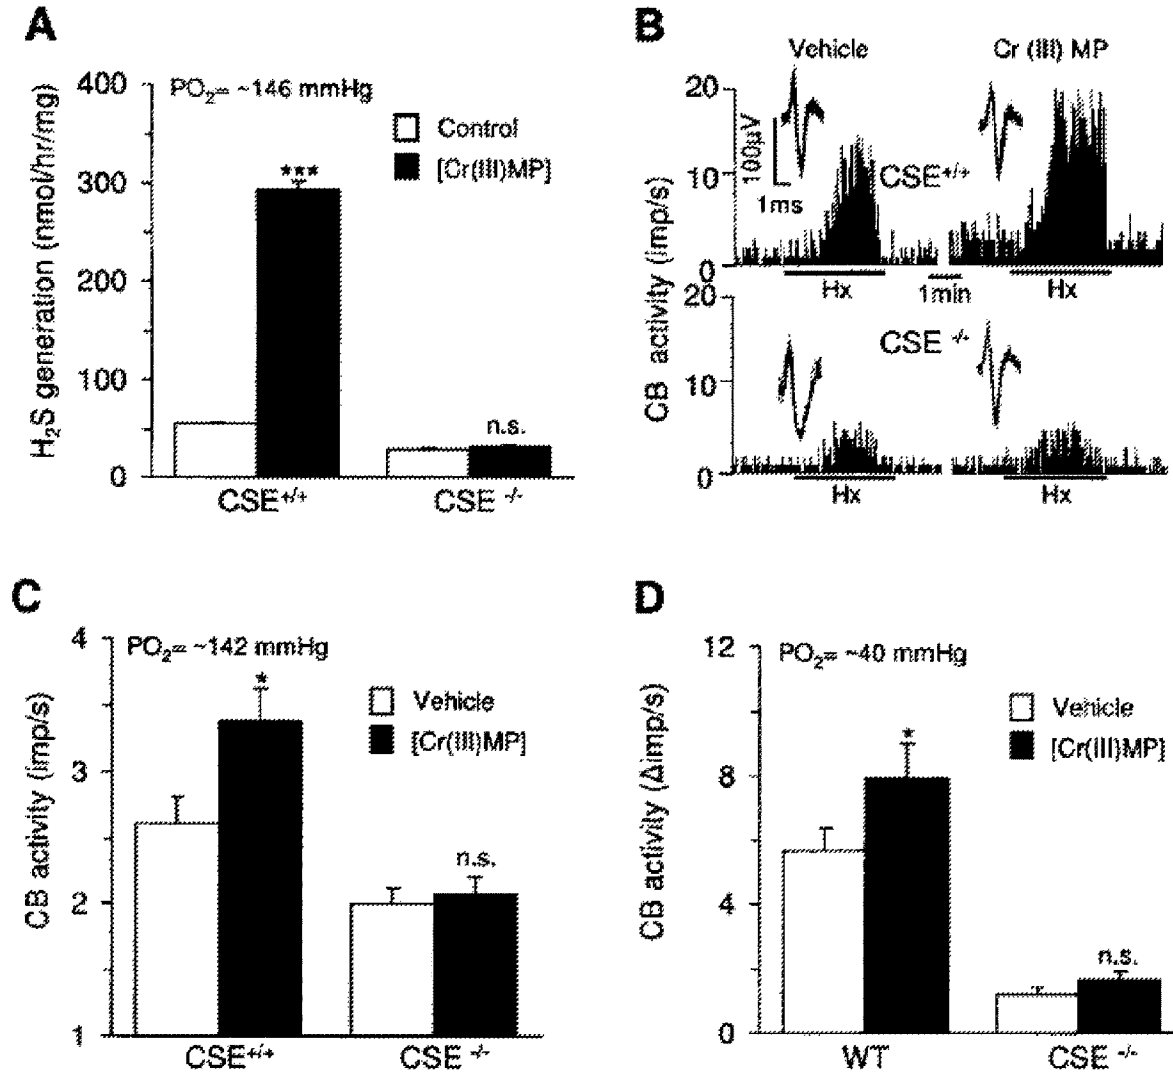 A
400
PO2= ~146 mmHg
Control
[Cr(III)MP]
***
300
200
100
0
n.s.
H2S generation (nmol/hr/mg)
CSE+/+
CSE -/-
B
Vehicle
Cr (III) MP
20
10
0
100µV
1ms
CSE+/+
Hx
1min
Hx
20
10
0
CSE -/-
Hx
Hx
CB activity (imp/s)
C
4
PO2= ~142 mmHg
*
Vehicle
[Cr(III)MP]
3
2
1
n.s.
CB activity (imp/s)
CSE+/+
CSE -/-
D
12
PO2= ~40 mmHg
Vehicle
[Cr(III)MP]
*
8
4
0
n.s.
CB activity (Δimp/s)
WT
CSE -/-